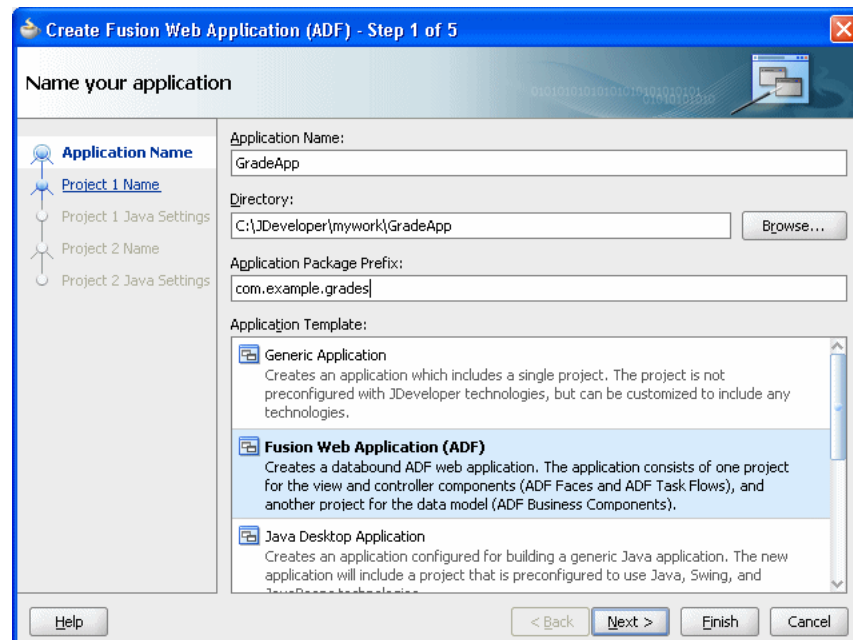 Create Fusion Web Application (ADF) - Step 1 of 5
Name your application
Application Name
Project 1 Name
Project 1 Java Settings
Project 2 Name
Project 2 Java Settings
Application Name:
GradeApp
Directory:
C:\JDeveloper\mywork\GradeApp
Browse...
Application Package Prefix:
com.example.grades
Application Template:
Generic Application
Creates an application which includes a single project. The project is not
preconfigured with JDeveloper technologies, but can be customized to include any
technologies.
Fusion Web Application (ADF)
Creates a databound ADF web application. The application consists of one project
for the view and controller components (ADF Faces and ADF Task Flows), and
another project for the data model (ADF Business Components).
Java Desktop Application
Creates an application configured for building a generic Java application. The new
application will include a project that is preconfigured to use Java, Swing, and
Help
< Back
Next >
Finish
Cancel